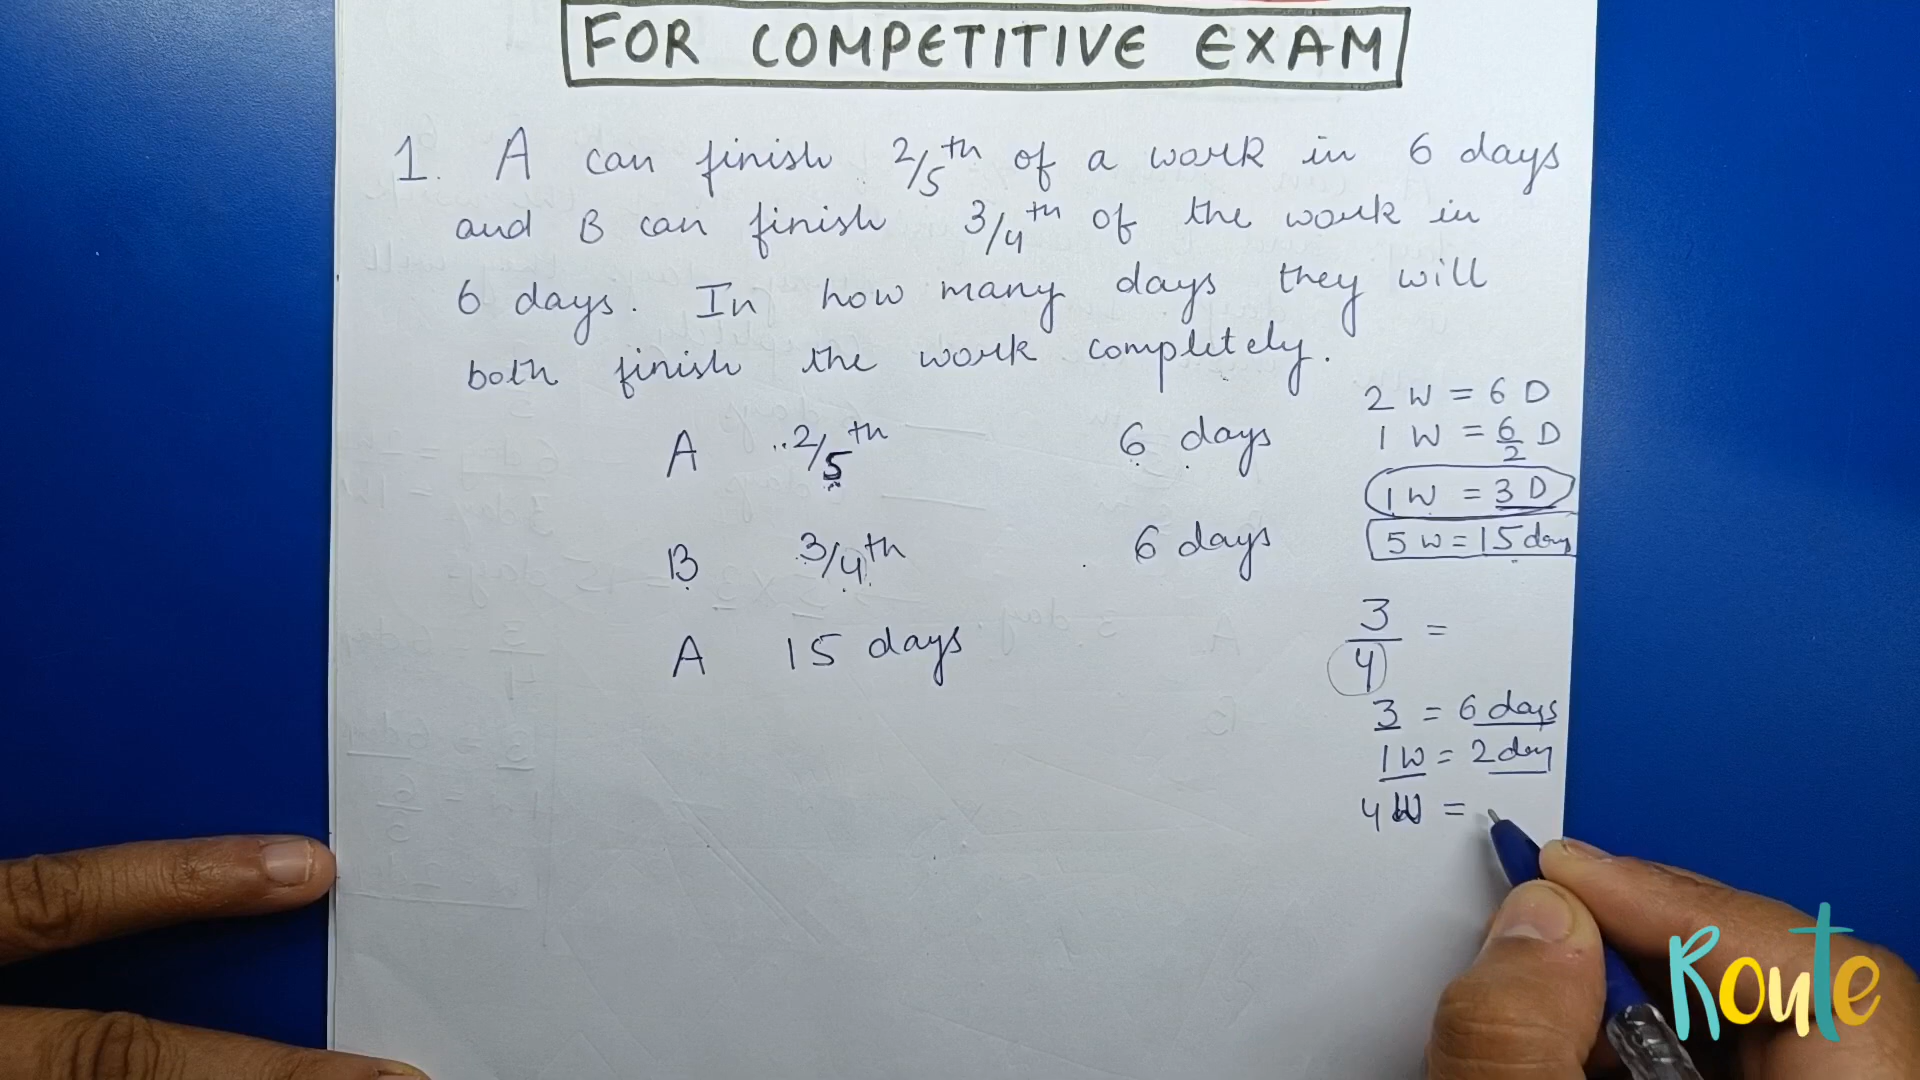 FOR COMPETITIVE EXAM
1. A can finish 2/5th of a work in 6 days
and B can finish 3/4th of the work in
6 days. In how many days they will
both finish the work completely.
A 2/5th 6 days
B 3/4th 6 days
A 15 days
2 W = 6 D
1 W = 6/2 D
1 W = 3 D
5 W = 15 days
3/4 =
3 = 6 days
1W = 2 day
4W =
Route